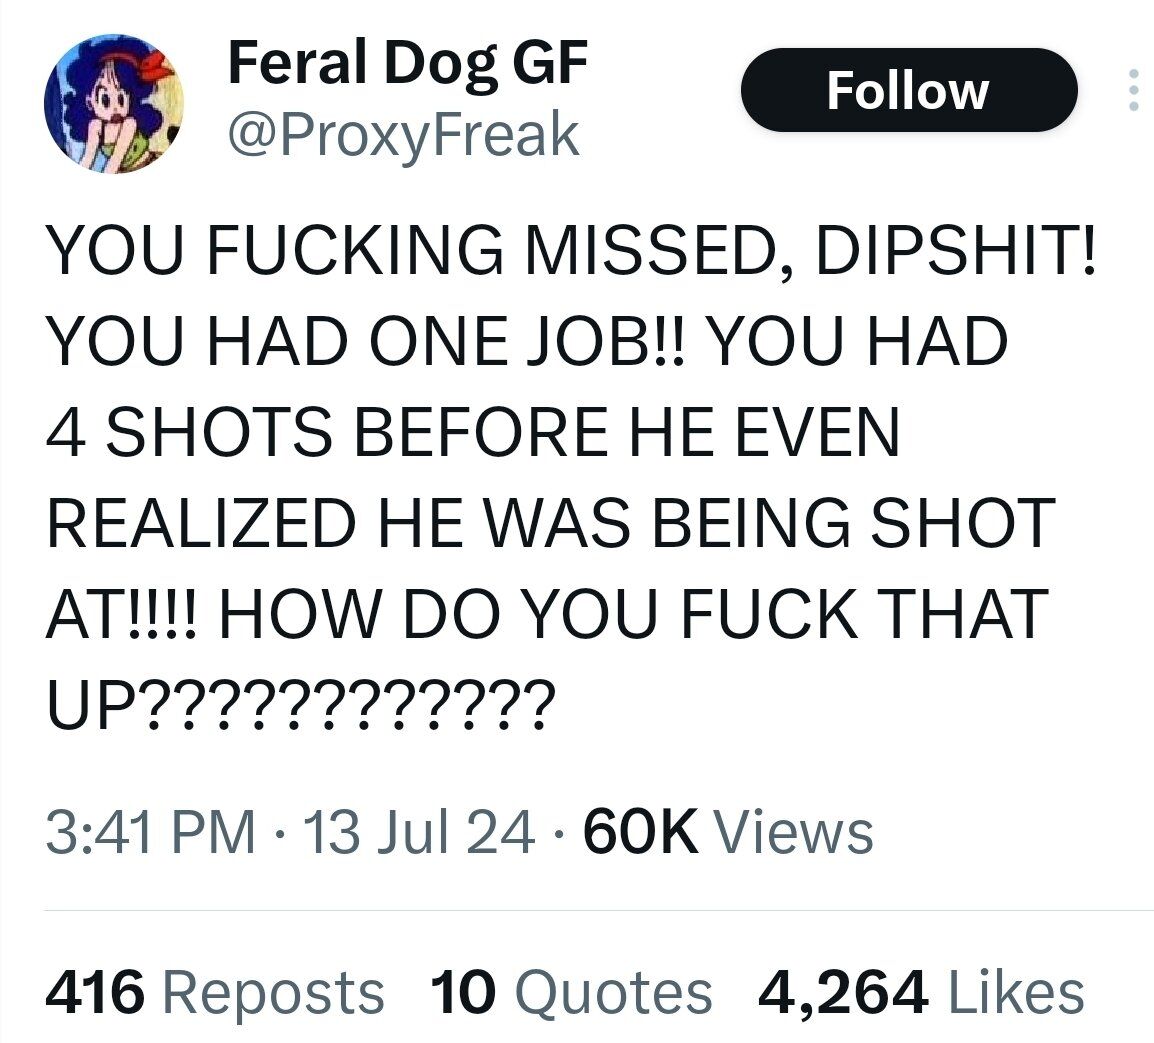 Feral Dog GF
@ProxyFreak
Follow
YOU FUCKING MISSED, DIPSHIT!
YOU HAD ONE JOB!! YOU HAD
4 SHOTS BEFORE HE EVEN
REALIZED HE WAS BEING SHOT
AT!!!! HOW DO YOU FUCK THAT
UP????????????
3:41 PM · 13 Jul 24 · 60K Views
416 Reposts 10 Quotes 4,264 Likes